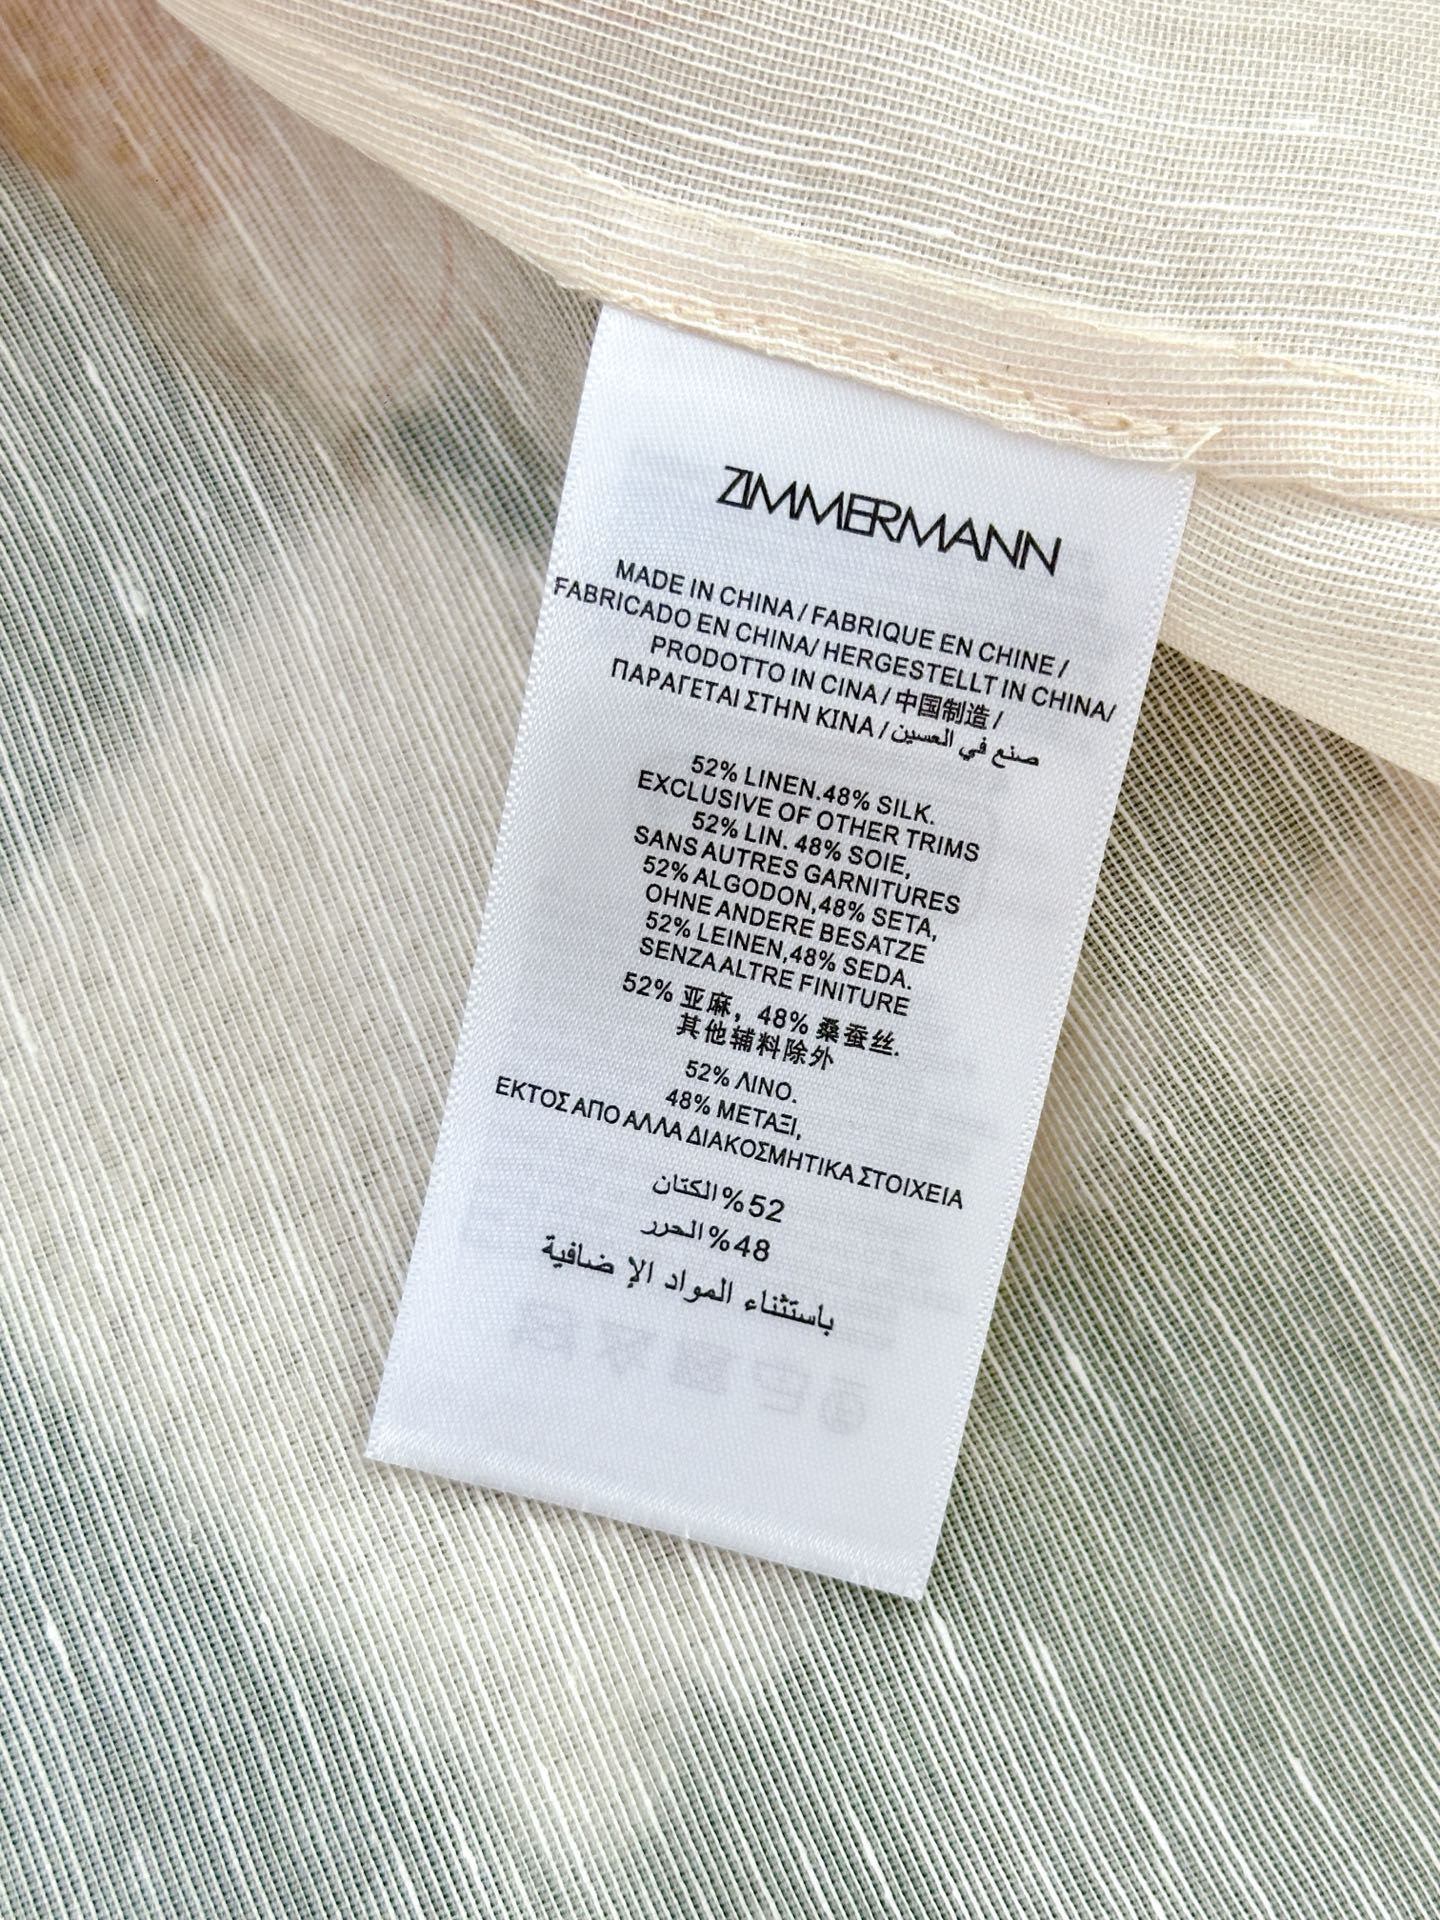 ZIMMERMANN
MADE IN CHINA / FABRIQUE EN CHINE /
FABRICADO EN CHINA/ HERGESTELLT IN CHINA/
PRODOTTO IN CINA / 中国制造 /
ΠΑΡΑΓΕΤΑΙ ΣΤΗΝ ΚΙΝΑ / صنع في العسين
52% LINEN.48% SILK.
EXCLUSIVE OF OTHER TRIMS
52% LIN. 48% SOIE,
SANS AUTRES GARNITURES
52% ALGODON,48% SETA,
OHNE ANDERE BESATZE
52% LEINEN,48% SEDA.
SENZA ALTRE FINITURE
52% 亚麻，48% 桑蚕丝.
其他辅料除外
52% ΛΙΝΟ.
48% ΜΕΤΑΞΙ,
ΕΚΤΟΣ ΑΠΟ ΑΛΛΑ ΔΙΑΚΟΣΜΗΤΙΚΑ ΣΤΟΙΧΕΙΑ
52% الكتان
48% الحرر
باستثناء المواد الإ ضافية